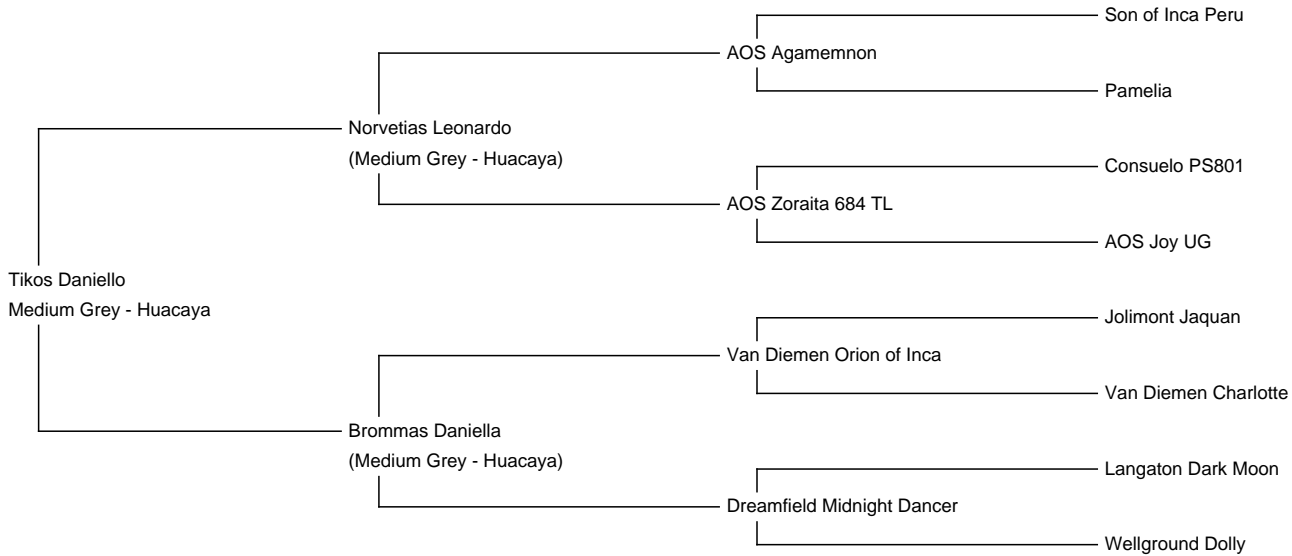 Son of Inca Peru
AOS Agamemnon
Pamelia
Norvetias Leonardo
(Medium Grey - Huacaya)
Consuelo PS801
AOS Zoraita 684 TL
AOS Joy UG
Tikos Daniello
Medium Grey - Huacaya
Jolimont Jaquan
Van Diemen Orion of Inca
Van Diemen Charlotte
Brommas Daniella
(Medium Grey - Huacaya)
Langaton Dark Moon
Dreamfield Midnight Dancer
Wellground Dolly